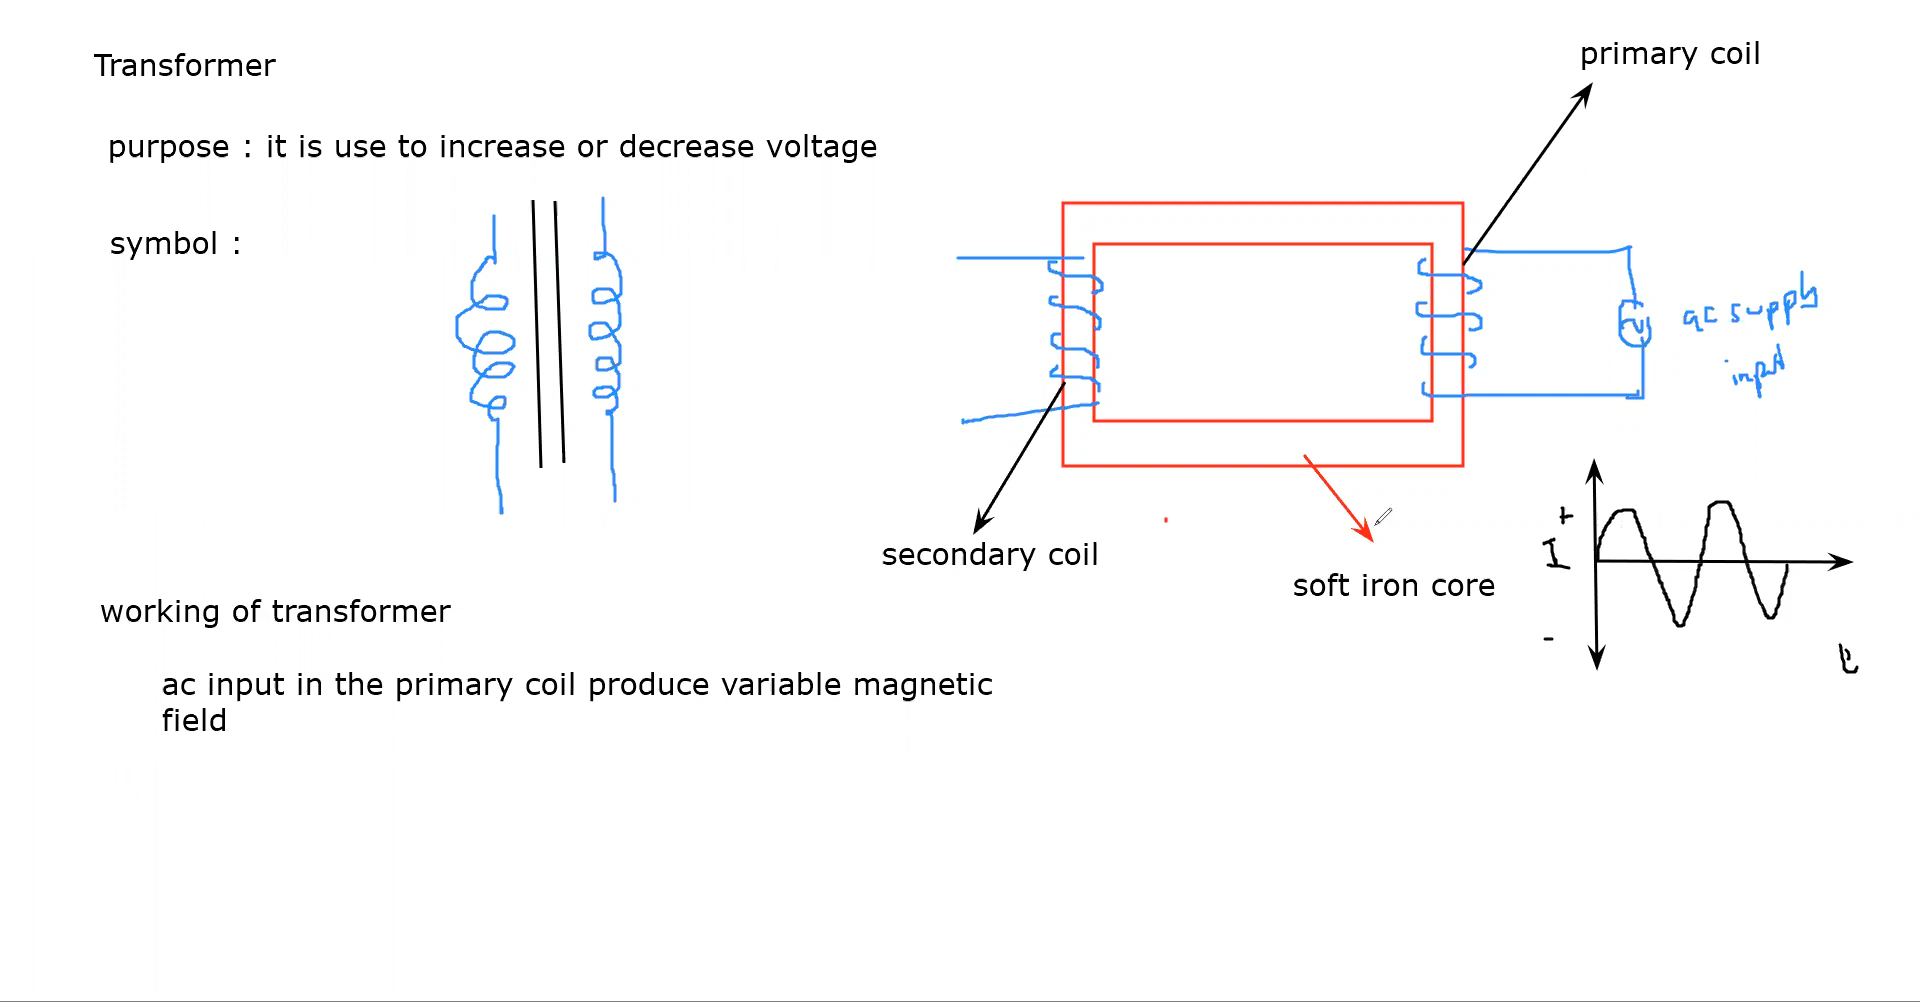 Transformer
purpose : it is use to increase or decrease voltage
symbol :
primary coil
ac supply
input
secondary coil
soft iron core
+
I
-
t
working of transformer
ac input in the primary coil produce variable magnetic
field